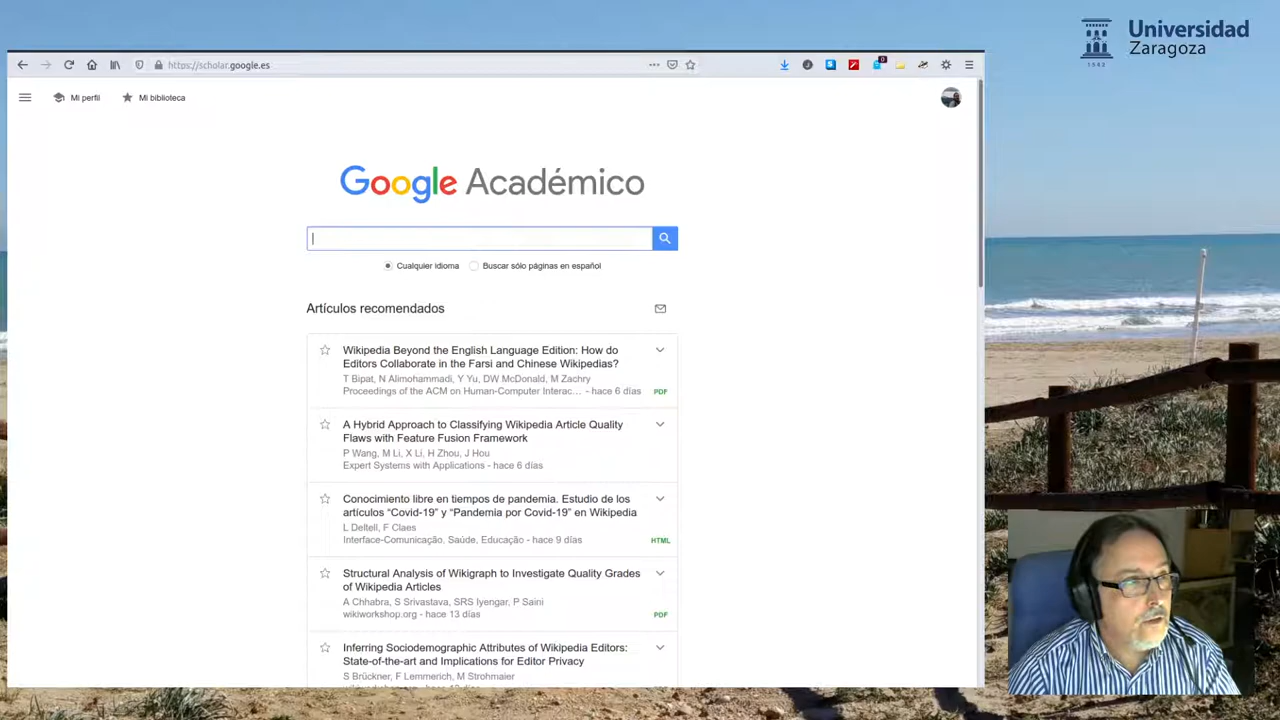 Universidad
Zaragoza
1542
https://scholar.google.es
0
Mi perfil
Mi biblioteca
Google Académico
Cualquier idioma
Buscar sólo páginas en español
Artículos recomendados
Wikipedia Beyond the English Language Edition: How do
Editors Collaborate in the Farsi and Chinese Wikipedias?
T Bipat, N Alimohammadi, Y Yu, DW McDonald, M Zachry
Proceedings of the ACM on Human-Computer Interac... - hace 6 días
PDF
A Hybrid Approach to Classifying Wikipedia Article Quality
Flaws with Feature Fusion Framework
P Wang, M Li, X Li, H Zhou, J Hou
Expert Systems with Applications - hace 6 días
Conocimiento libre en tiempos de pandemia. Estudio de los
artículos “Covid-19” y “Pandemia por Covid-19” en Wikipedia
L Deltell, F Claes
Interface-Comunicação, Saúde, Educação - hace 9 días
HTML
Structural Analysis of Wikigraph to Investigate Quality Grades
of Wikipedia Articles
A Chhabra, S Srivastava, SRS Iyengar, P Saini
wikiworkshop.org - hace 13 días
PDF
Inferring Sociodemographic Attributes of Wikipedia Editors:
State-of-the-art and Implications for Editor Privacy
S Brückner, F Lemmerich, M Strohmaier